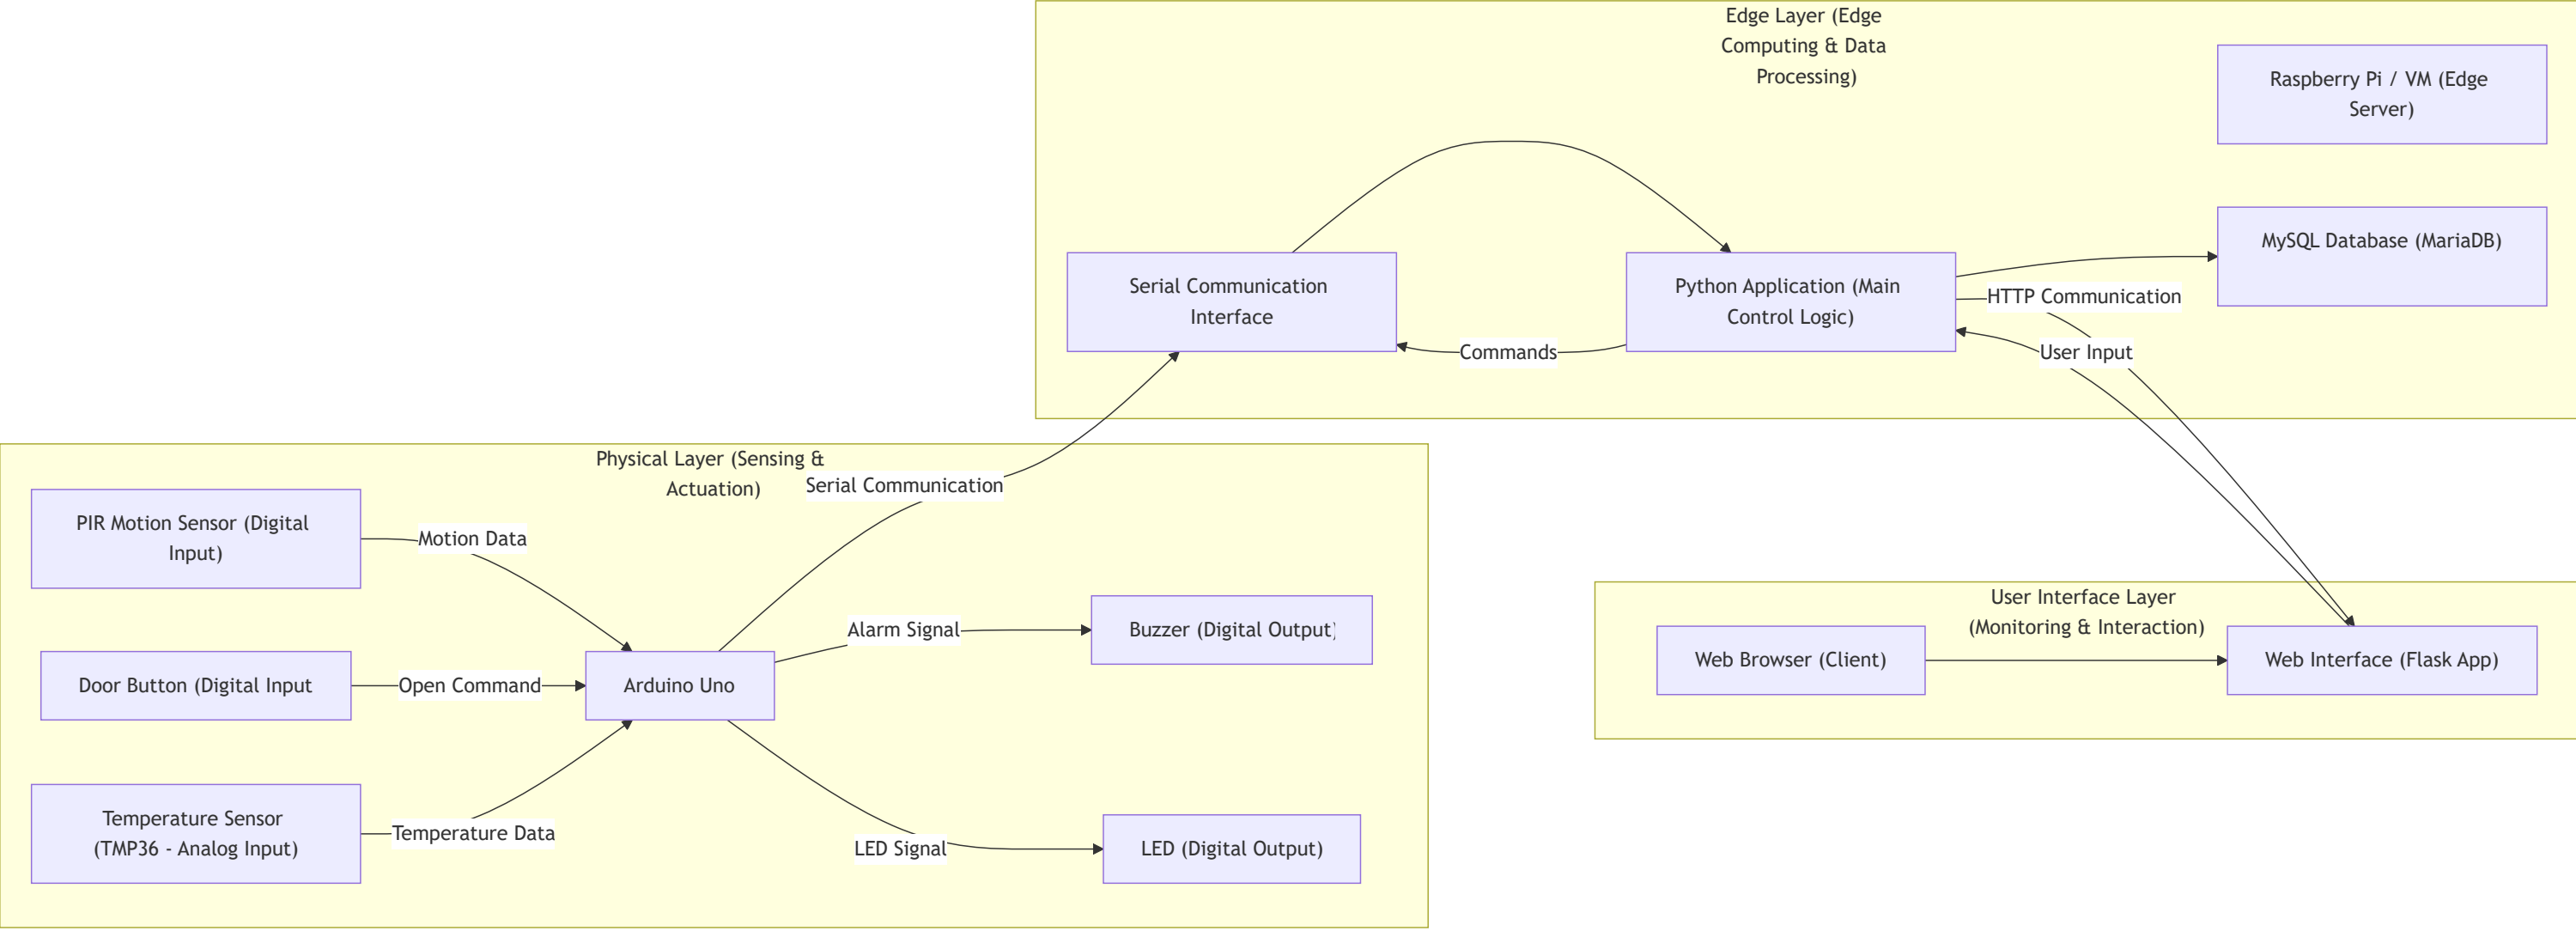 Edge Layer (Edge
Computing & Data
Processing)
Raspberry Pi / VM (Edge
Server)
MySQL Database (MariaDB)
Serial Communication
Interface
Python Application (Main
Control Logic)
HTTP Communication
Commands
User Input
Physical Layer (Sensing &
Actuation)
Serial Communication
PIR Motion Sensor (Digital
Input)
Motion Data
Door Button (Digital Input
Open Command
Arduino Uno
Alarm Signal
Buzzer (Digital Output)
Temperature Sensor
(TMP36 - Analog Input)
Temperature Data
LED Signal
LED (Digital Output)
User Interface Layer
(Monitoring & Interaction)
Web Browser (Client)
Web Interface (Flask App)